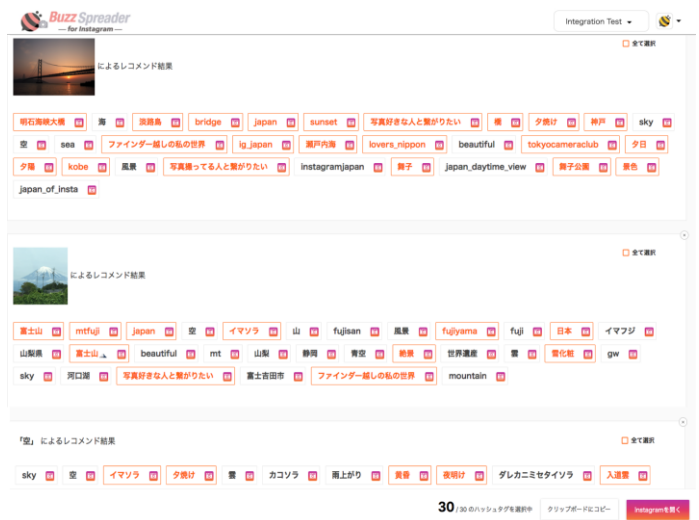 Buzz Spreader
for Instagram
Integration Test
全て選択
によるレコメンド結果
明石海峡大橋 海 淡路島 bridge japan sunset 写真好きな人と繋がりたい 橋 夕焼け 神戸 sky
空 sea ファインダー越しの私の世界 ig_japan 瀬戸内海 lovers_nippon beautiful tokyocameraclub 夕日
夕陽 kobe 風景 写真撮ってる人と繋がりたい instagramjapan 舞子 japan_daytime_view 舞子公園 景色
japan_of_insta
全て選択
によるレコメンド結果
富士山 mtfuji japan 空 イマソラ 山 fujisan 風景 fujiyama fuji 日本 イマフジ
山梨県 富士山🗻 beautiful mt 山梨 静岡 青空 絶景 世界遺産 雲 雪化粧 gw
sky 河口湖 写真好きな人と繋がりたい 富士吉田市 ファインダー越しの私の世界 mountain
「空」 によるレコメンド結果 全て選択
sky 空 イマソラ 夕焼け 雲 カコソラ 雨上がり 黄昏 夜明け ダレカニミセタイソラ 入道雲
30 / 30 のハッシュタグを選択中 クリップボードにコピー Instagramを開く